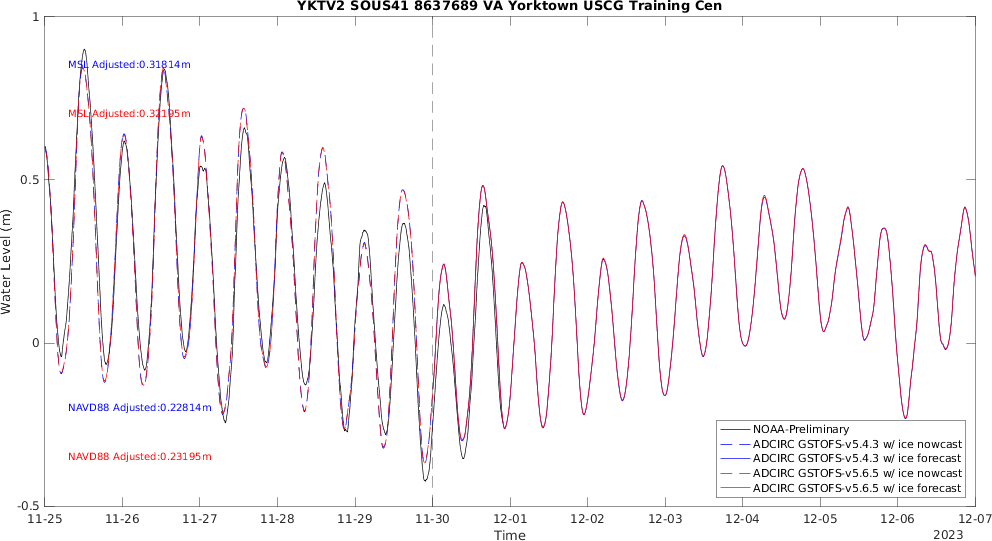 YKTV2 SOUS41 8637689 VA Yorktown USCG Training Cen
1
0.5
0
-0.5
Water Level (m)
MSL Adjusted:0.31814m
MSL Adjusted:0.32195m
NAVD88 Adjusted:0.22814m
NAVD88 Adjusted:0.23195m
NOAA-Preliminary
ADCIRC GSTOFS-v5.4.3 w/ ice nowcast
ADCIRC GSTOFS-v5.4.3 w/ ice forecast
ADCIRC GSTOFS-v5.6.5 w/ ice nowcast
ADCIRC GSTOFS-v5.6.5 w/ ice forecast
11-25 11-26 11-27 11-28 11-29 11-30 12-01 12-02 12-03 12-04 12-05 12-06 12-07
Time
2023